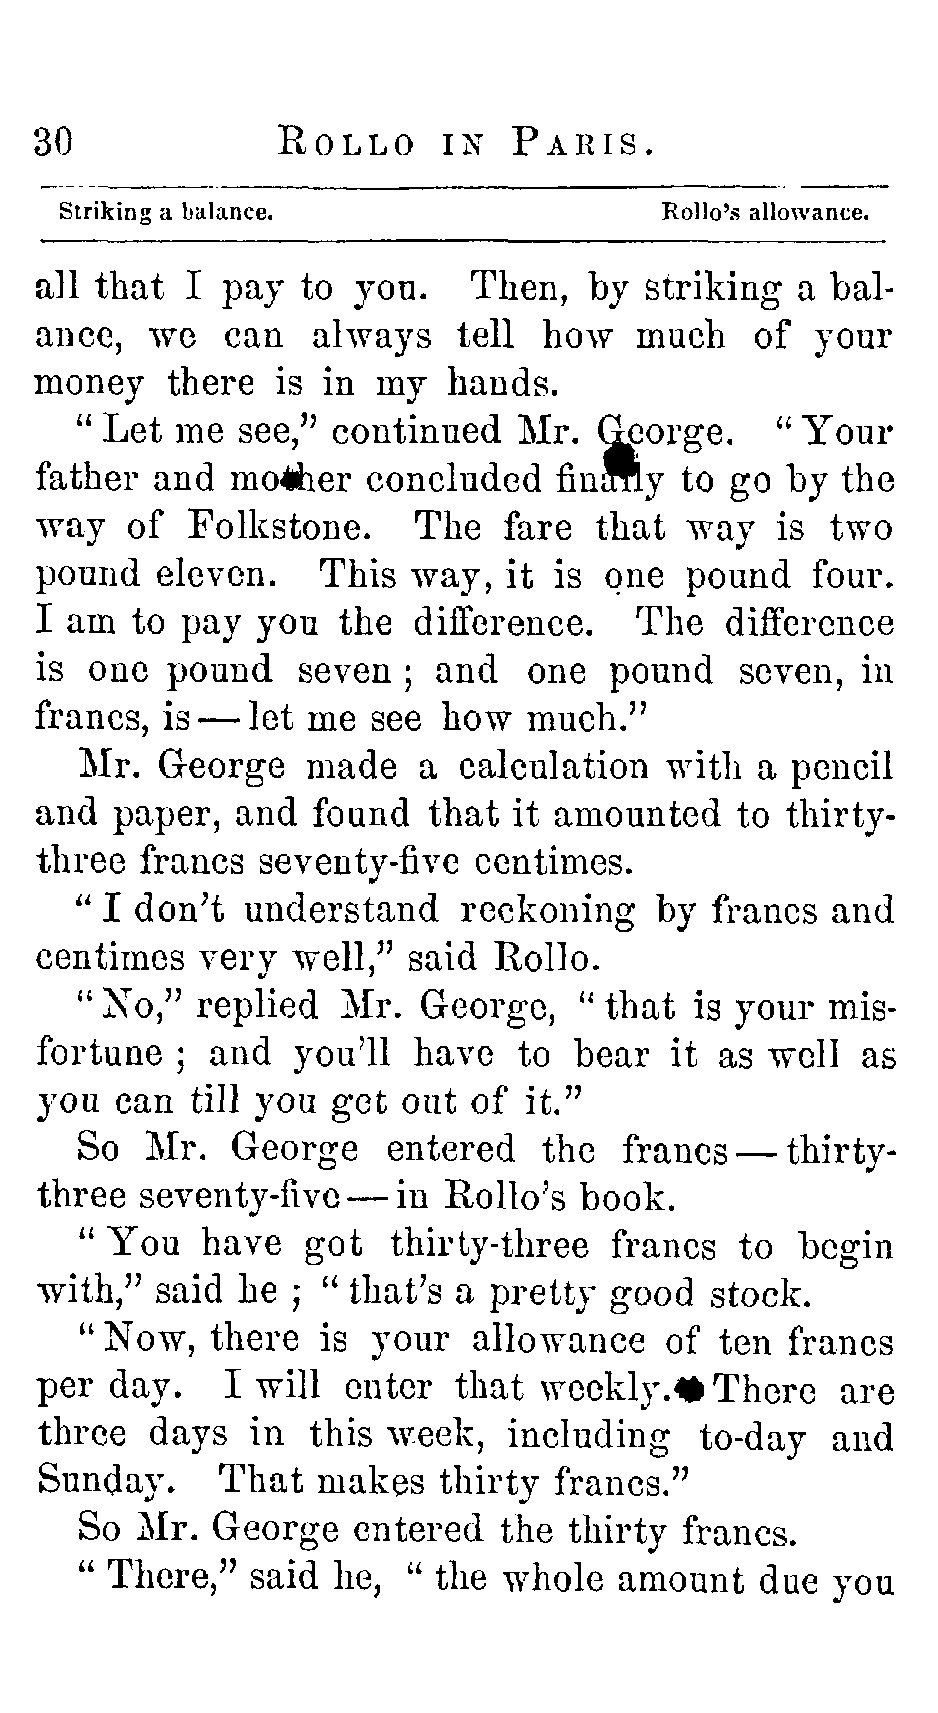 30 ROLLO IN PARIS.
Striking a balance. Rollo's allowance.
all that I pay to you. Then, by striking a bal-
ance, we can always tell how much of your
money there is in my hands.
“Let me see,” continued Mr. George. “Your
father and mother concluded finally to go by the
way of Folkstone. The fare that way is two
pound eleven. This way, it is one pound four.
I am to pay you the difference. The difference
is one pound seven; and one pound seven, in
francs, is—let me see how much.”
Mr. George made a calculation with a pencil
and paper, and found that it amounted to thirty-
three francs seventy-five centimes.
“I don't understand reckoning by francs and
centimes very well,” said Rollo.
“No,” replied Mr. George, “that is your mis-
fortune; and you'll have to bear it as well as
you can till you get out of it.”
So Mr. George entered the francs—thirty-
three seventy-five—in Rollo's book.
“You have got thirty-three francs to begin
with,” said he; “that's a pretty good stock.
“Now, there is your allowance of ten francs
per day. I will enter that weekly. There are
three days in this week, including to-day and
Sunday. That makes thirty francs.”
So Mr. George entered the thirty francs.
“There,” said he, “the whole amount due you